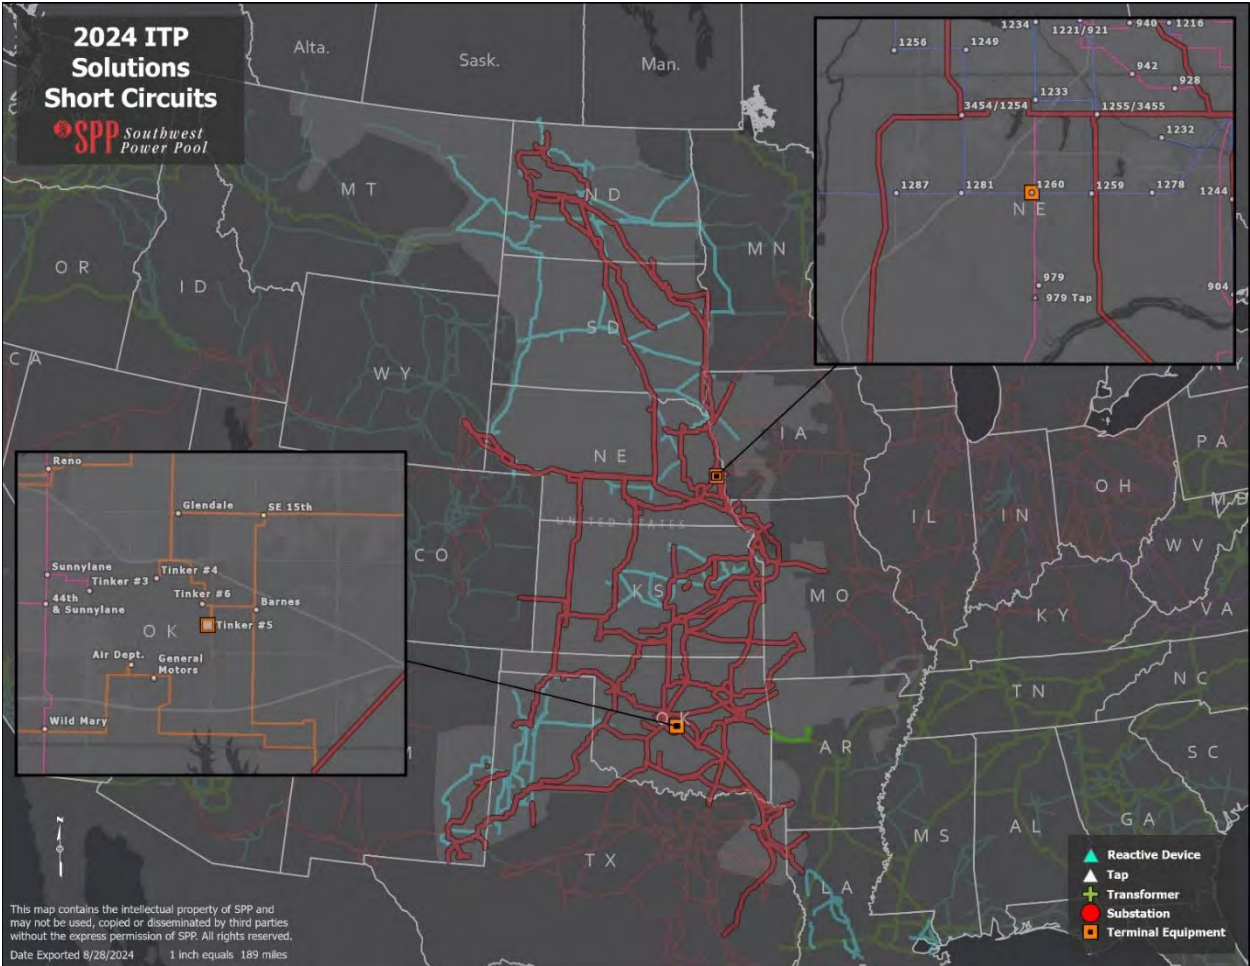 2024 ITP
Solutions
Short Circuits
SPP Southwest
Power Pool
Alta.
Sask.
Man.
MT
ND
MN
OR
ID
SD
WY
CA
NE
IA
PA
OH
IL
IN
MD
WV
VA
UNITED STATES
CO
KS
MO
KY
OK
TN
NC
AR
SC
MS
AL
GA
TX
LA
1234
1221/921
940
1216
1256
1249
942
928
1233
3454/1254
1255/3455
1232
1287
1281
1260
1259
1278
1244
NE
979
979 Tap
904
Reno
Glendale
SE 15th
Sunnylane
Tinker #3
Tinker #4
44th
& Sunnylane
Tinker #6
Barnes
OK
Tinker #5
Air Dept.
General
Motors
Wild Mary
N
Reactive Device
Tap
Transformer
Substation
Terminal Equipment
This map contains the intellectual property of SPP and
may not be used, copied or disseminated by third parties
without the express permission of SPP. All rights reserved.
Date Exported 8/28/2024 1 inch equals 189 miles